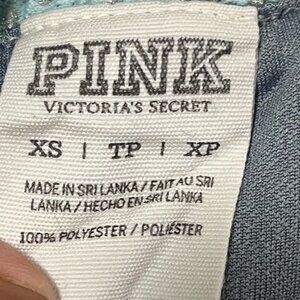 PINK
VICTORIA'S SECRET
XS | TP | XP
MADE IN SRI LANKA / FAIT AU SRI
LANKA / HECHO EN SRI LANKA
100% POLYESTER / POLIÉSTER